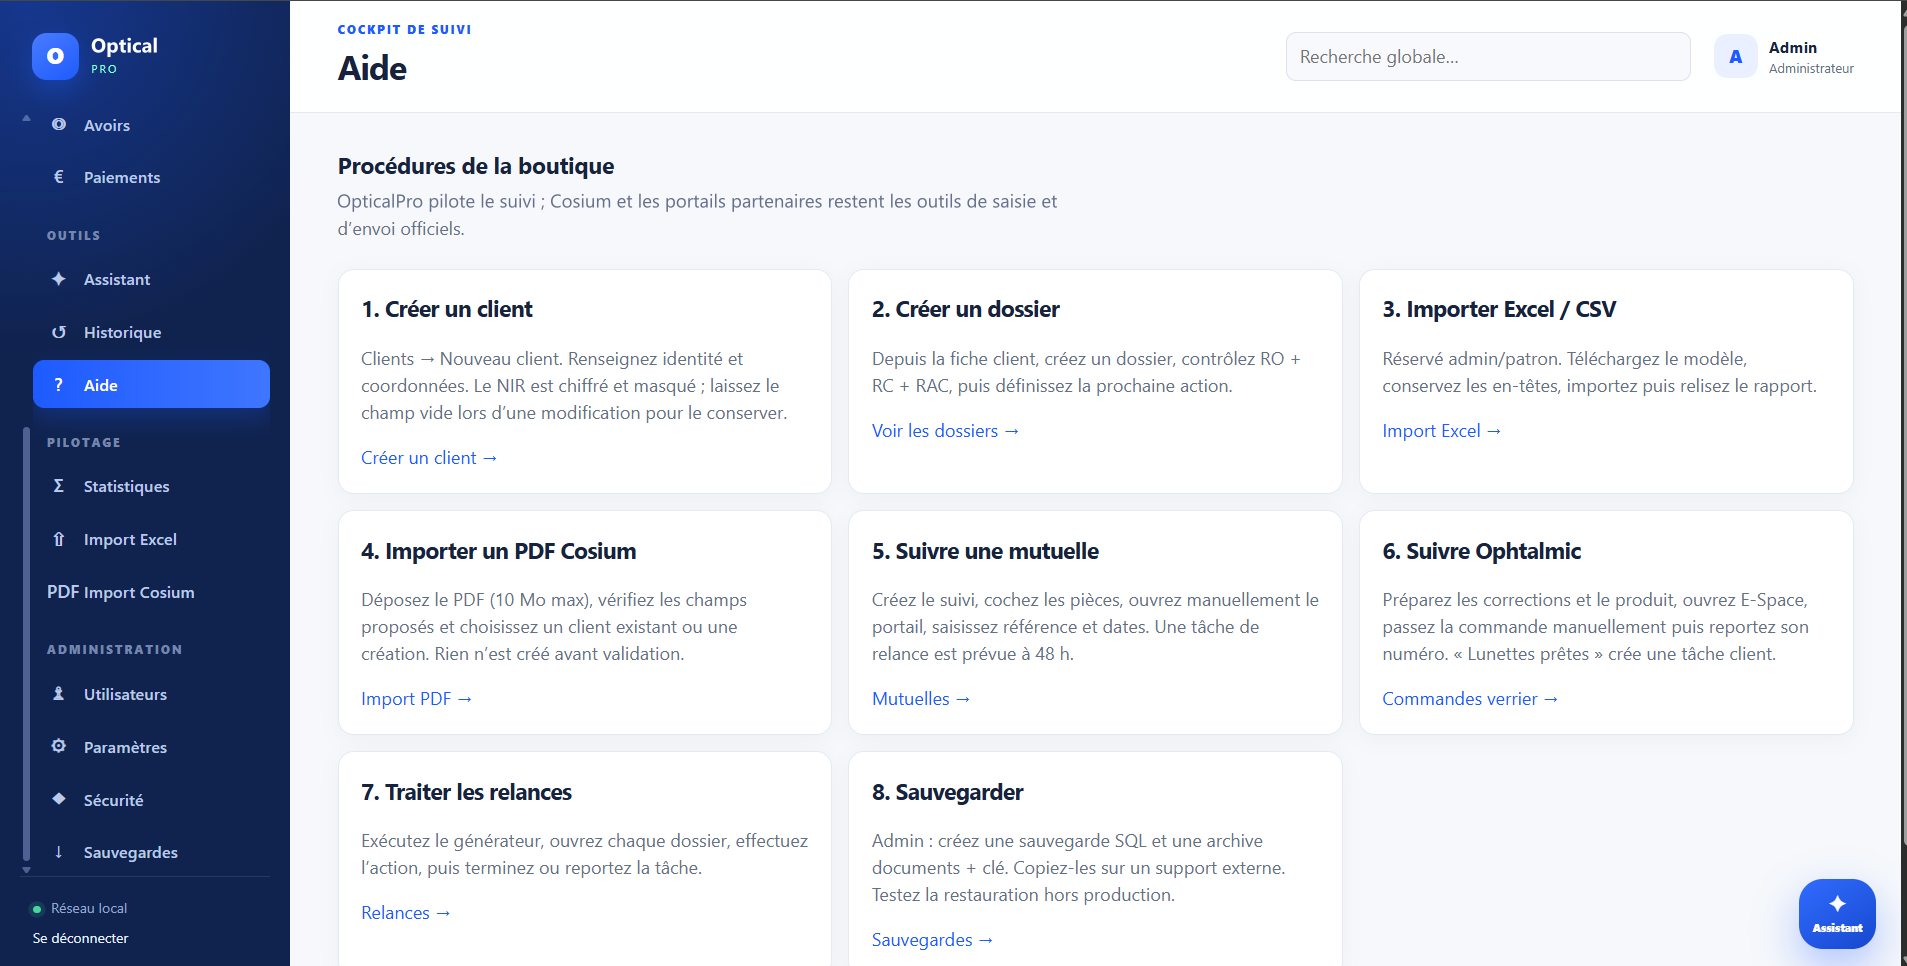 O
Optical
PRO
Avoirs
€ Paiements
OUTILS
Assistant
Historique
? Aide
PILOTAGE
Σ Statistiques
⇧ Import Excel
PDF Import Cosium
ADMINISTRATION
Utilisateurs
Paramètres
Sécurité
↓ Sauvegardes
Réseau local
Se déconnecter
COCKPIT DE SUIVI
Aide
Recherche globale...
A
Admin
Administrateur
Procédures de la boutique
OpticalPro pilote le suivi ; Cosium et les portails partenaires restent les outils de saisie et
d’envoi officiels.
1. Créer un client
Clients → Nouveau client. Renseignez identité et
coordonnées. Le NIR est chiffré et masqué ; laissez le
champ vide lors d’une modification pour le conserver.
Créer un client →
2. Créer un dossier
Depuis la fiche client, créez un dossier, contrôlez RO +
RC + RAC, puis définissez la prochaine action.
Voir les dossiers →
3. Importer Excel / CSV
Réservé admin/patron. Téléchargez le modèle,
conservez les en-têtes, importez puis relisez le rapport.
Import Excel →
4. Importer un PDF Cosium
Déposez le PDF (10 Mo max), vérifiez les champs
proposés et choisissez un client existant ou une
création. Rien n’est créé avant validation.
Import PDF →
5. Suivre une mutuelle
Créez le suivi, cochez les pièces, ouvrez manuellement le
portail, saisissez référence et dates. Une tâche de
relance est prévue à 48 h.
Mutuelles →
6. Suivre Ophtalmic
Préparez les corrections et le produit, ouvrez E-Space,
passez la commande manuellement puis reportez son
numéro. « Lunettes prêtes » crée une tâche client.
Commandes verrier →
7. Traiter les relances
Exécutez le générateur, ouvrez chaque dossier, effectuez
l’action, puis terminez ou reportez la tâche.
Relances →
8. Sauvegarder
Admin : créez une sauvegarde SQL et une archive
documents + clé. Copiez-les sur un support externe.
Testez la restauration hors production.
Sauvegardes →
Assistant